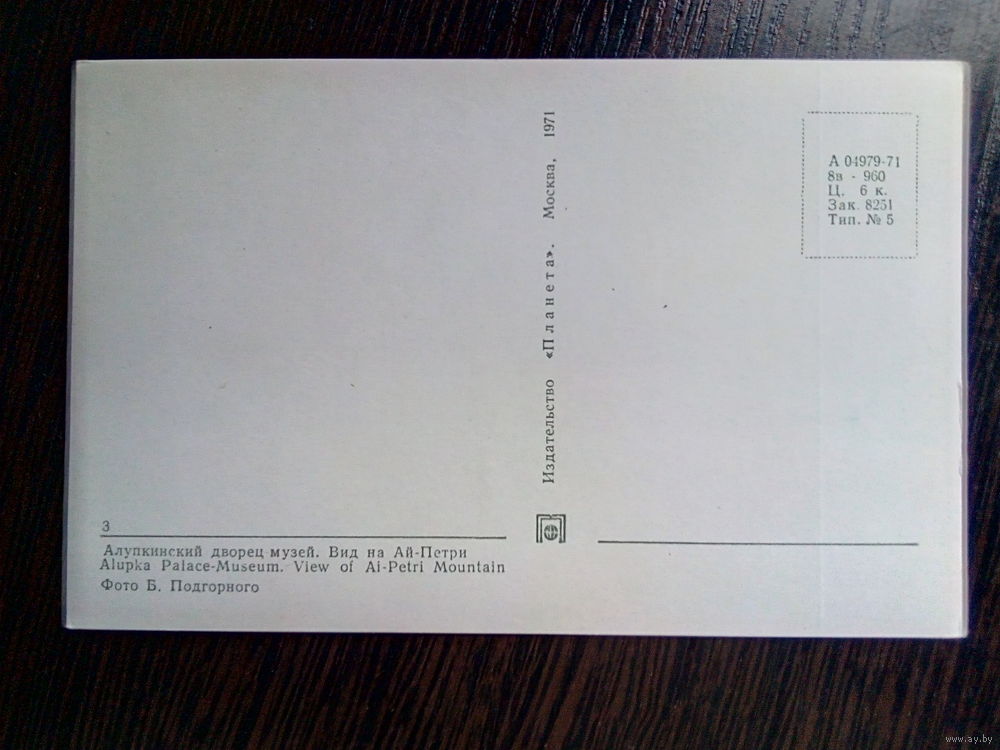 А 04979-71
8в - 960
Ц. 6 к.
Зак. 8251
Тип. № 5
Издательство «Планета». Москва, 1971
3
Алупкинский дворец-музей. Вид на Ай-Петри
Alupka Palace-Museum. View of Ai-Petri Mountain
Фото Б. Подгорного
www.ay.by